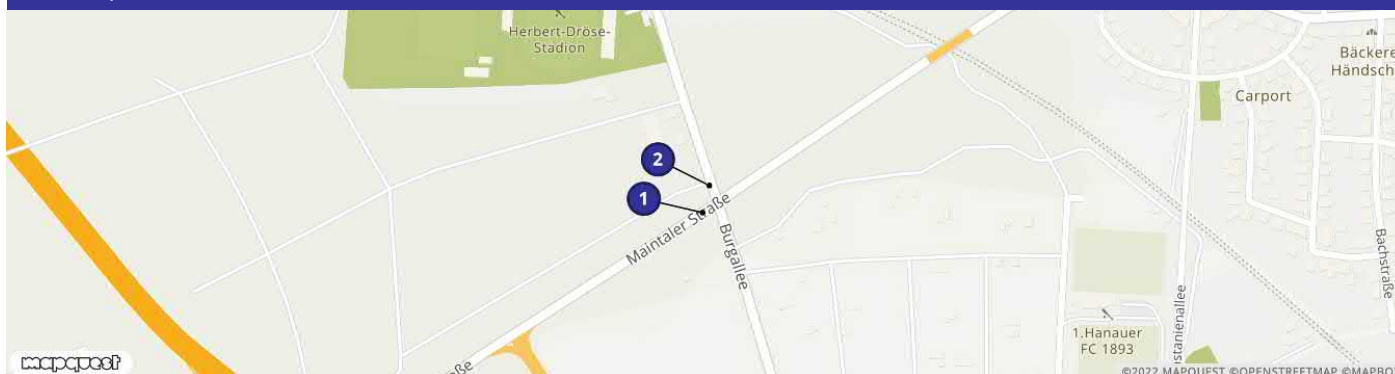 Herbert-Dröse-
Stadion
Bäckere
Händsch
Carport
2
1
Maintaler Straße
Burgallee
Bachstraße
1.Hanauer
FC 1893
stanienallee
ße
mapquest
©2022 MAPQUEST ©OPENSTREETMAP ©MAPBO